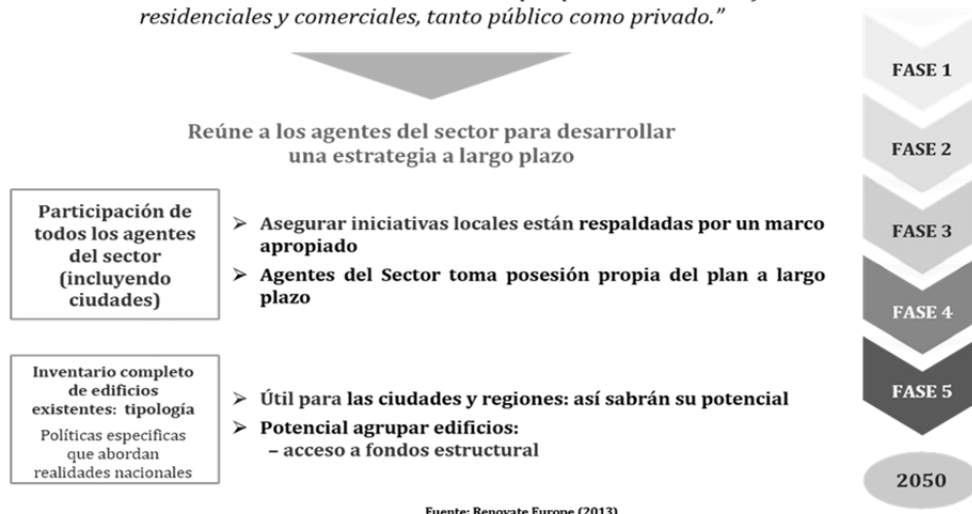 residenciales y comerciales, tanto público como privado.”
Reúne a los agentes del sector para desarrollar
una estrategia a largo plazo
Participación de
todos los agentes
del sector
(incluyendo
ciudades)
➢ Asegurar iniciativas locales están respaldadas por un marco
apropiado
➢ Agentes del Sector toma posesión propia del plan a largo
plazo
Inventario completo
de edificios
existentes: tipología
Políticas especificas
que abordan
realidades nacionales
➢ Útil para las ciudades y regiones: así sabrán su potencial
➢ Potencial agrupar edificios:
– acceso a fondos estructural
FASE 1
FASE 2
FASE 3
FASE 4
FASE 5
2050
Fuente: Renovate Europe (2013)